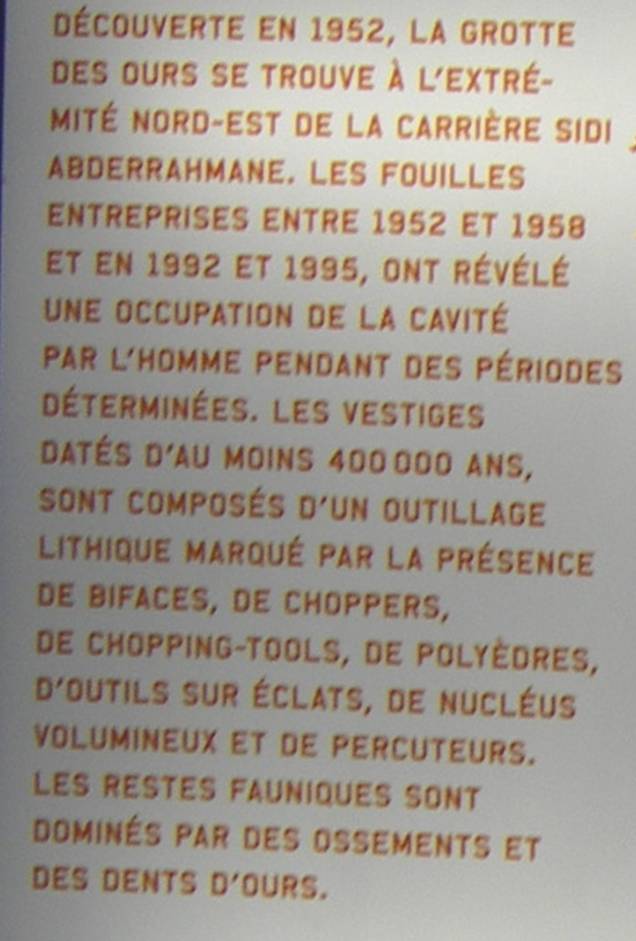 DÉCOUVERTE EN 1952, LA GROTTE
DES OURS SE TROUVE À L'EXTRÉ-
MITÉ NORD-EST DE LA CARRIÈRE SIDI
ABDERRAHMANE. LES FOUILLES
ENTREPRISES ENTRE 1952 ET 1958
ET EN 1992 ET 1995, ONT RÉVÉLÉ
UNE OCCUPATION DE LA CAVITÉ
PAR L'HOMME PENDANT DES PÉRIODES
DÉTERMINÉES. LES VESTIGES
DATÉS D'AU MOINS 400 000 ANS,
SONT COMPOSÉS D'UN OUTILLAGE
LITHIQUE MARQUÉ PAR LA PRÉSENCE
DE BIFACES, DE CHOPPERS,
DE CHOPPING-TOOLS, DE POLYÈDRES,
D'OUTILS SUR ÉCLATS, DE NUCLÉUS
VOLUMINEUX ET DE PERCUTEURS.
LES RESTES FAUNIQUES SONT
DOMINÉS PAR DES OSSEMENTS ET
DES DENTS D'OURS.